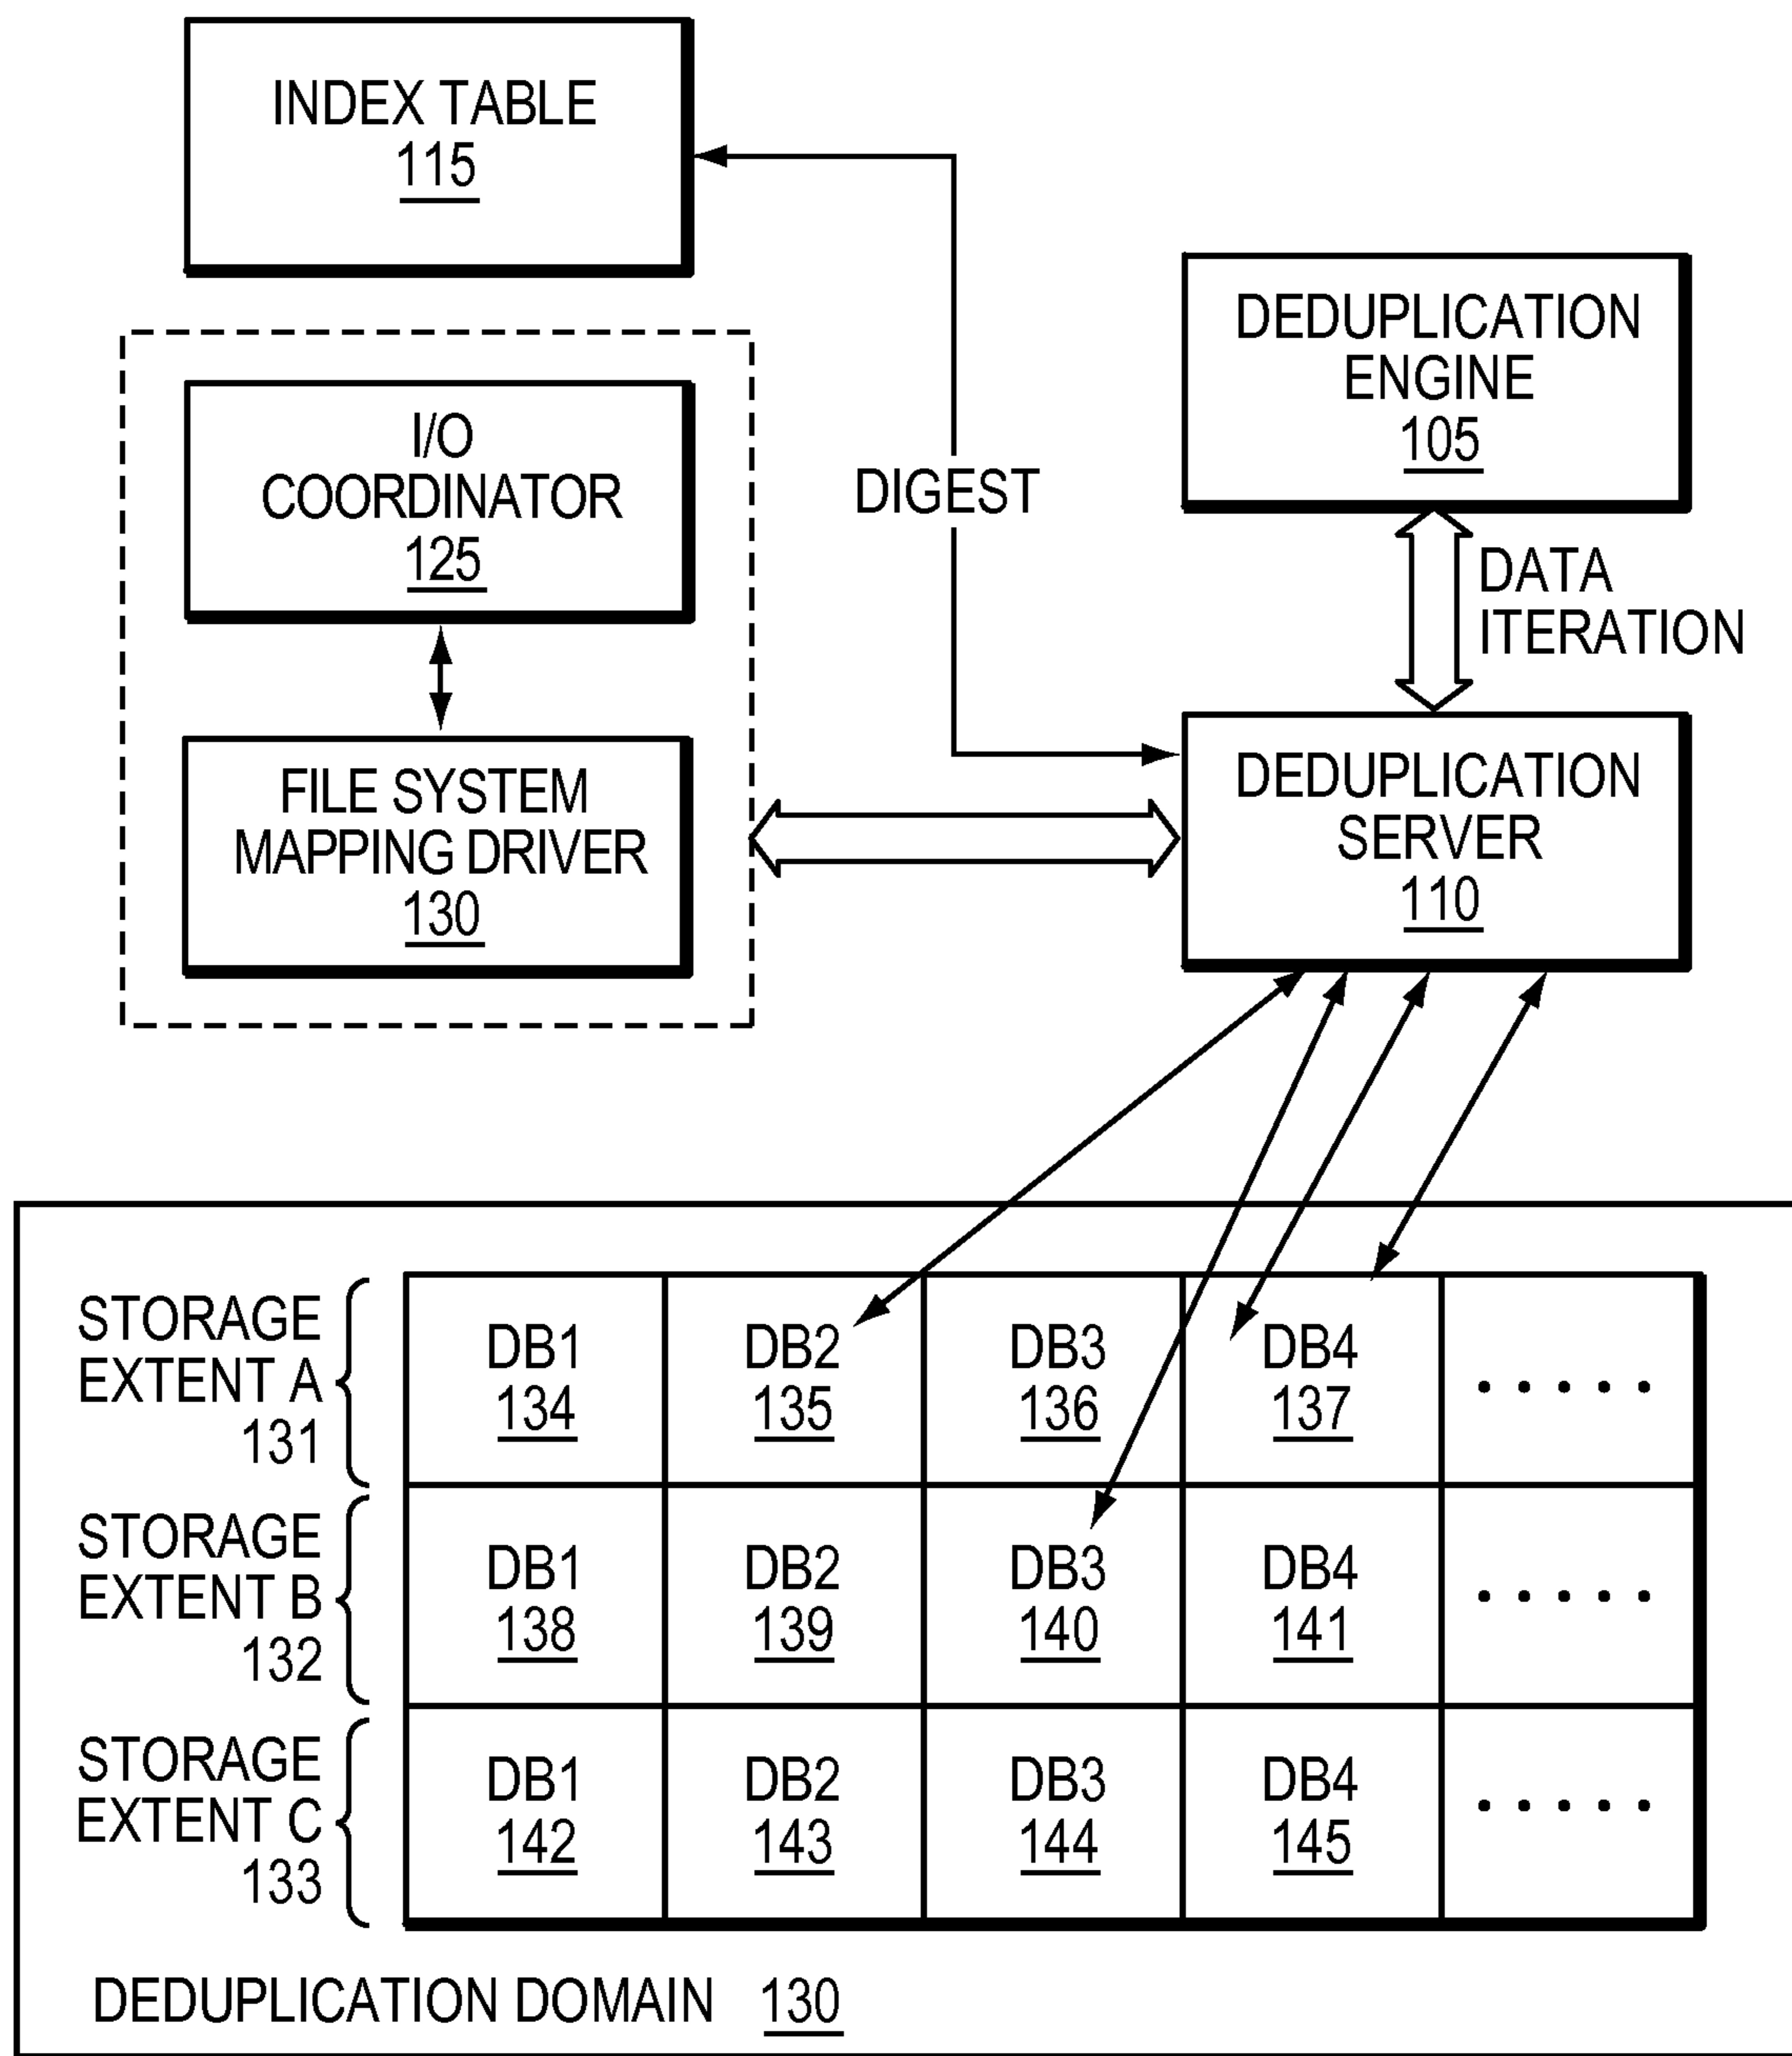 INDEX TABLE
115
DEDUPLICATION
ENGINE
105
I/O
COORDINATOR
125
DIGEST
DATA
ITERATION
FILE SYSTEM
MAPPING DRIVER
130
DEDUPLICATION
SERVER
110
STORAGE
EXTENT A
131
DB1
134
DB2
135
DB3
136
DB4
137
.....
STORAGE
EXTENT B
132
DB1
138
DB2
139
DB3
140
DB4
141
.....
STORAGE
EXTENT C
133
DB1
142
DB2
143
DB3
144
DB4
145
.....
DEDUPLICATION DOMAIN 130